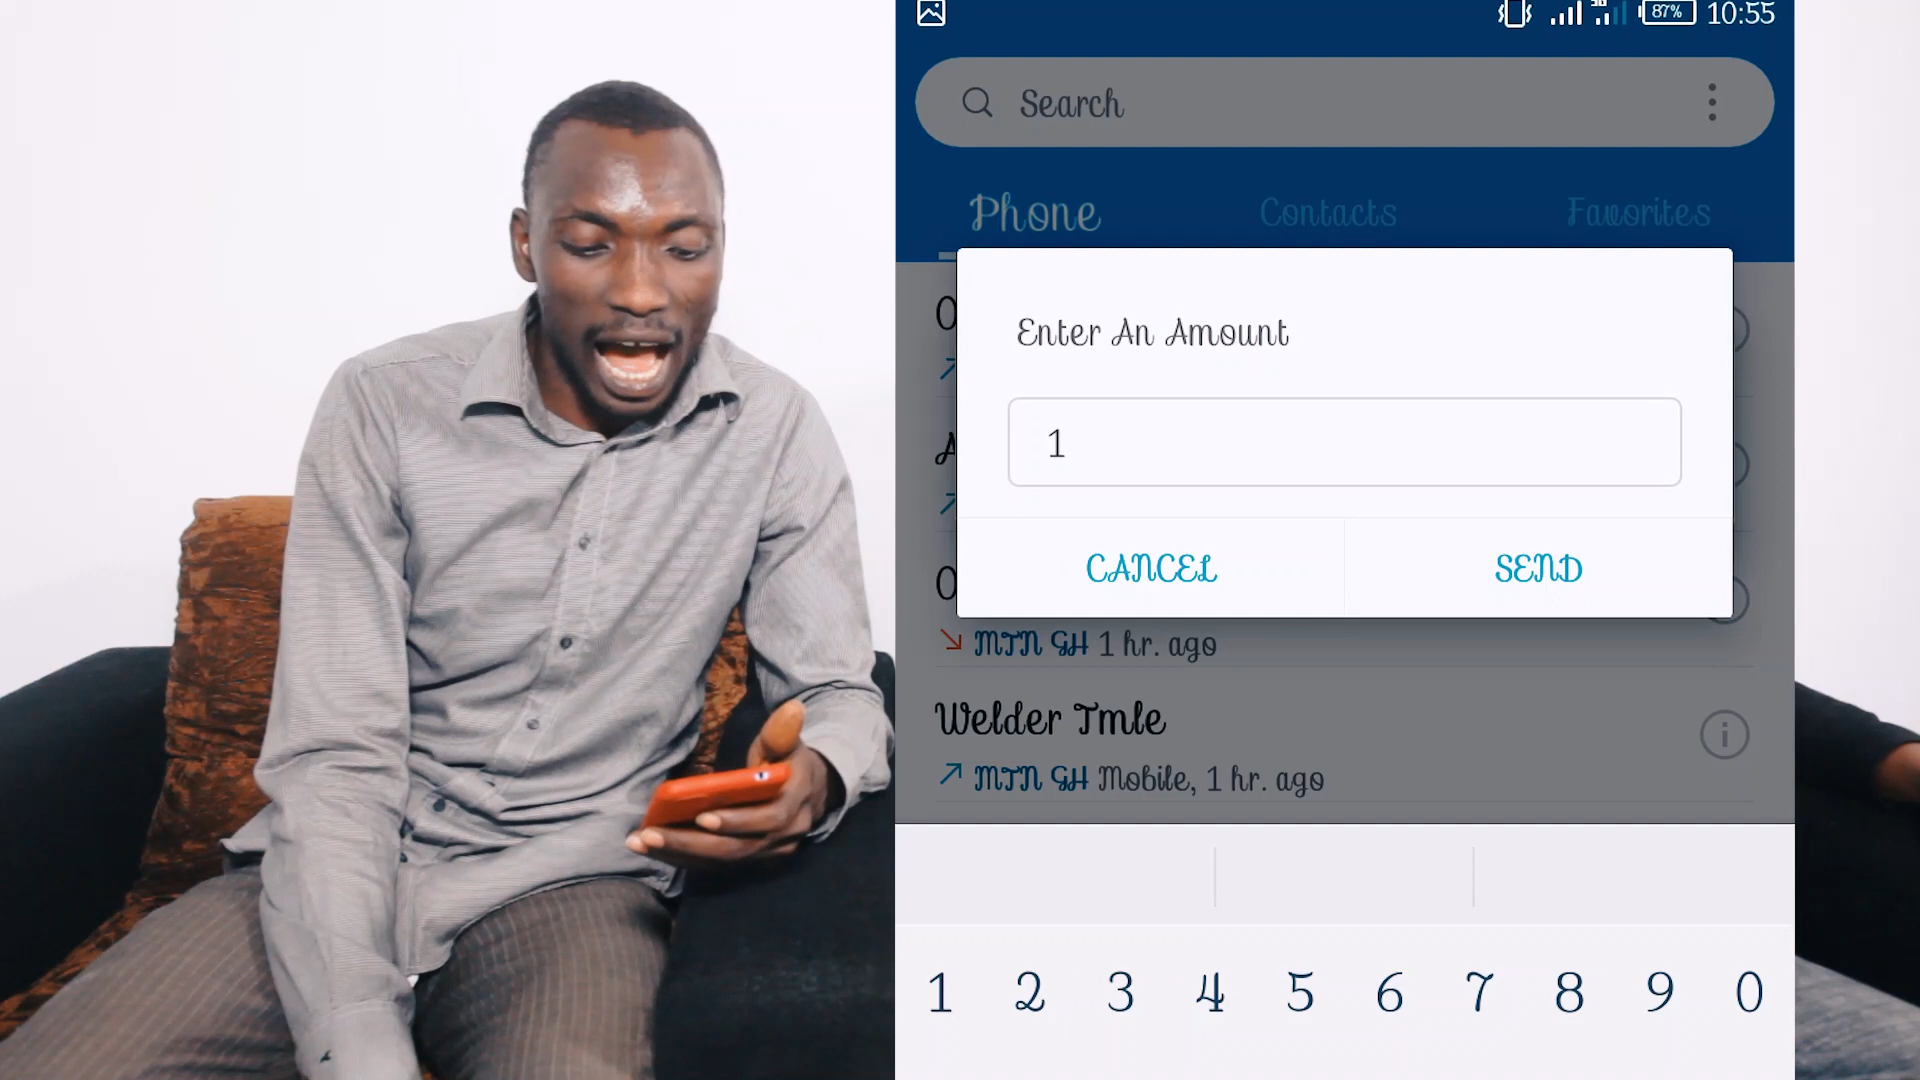 87% 10:55
Search
Phone Contacts Favorites
Enter An Amount
1
CANCEL SEND
MTN GH 1 hr. ago
Welder Tmle
MTN GH Mobile, 1 hr. ago
1 2 3 4 5 6 7 8 9 0